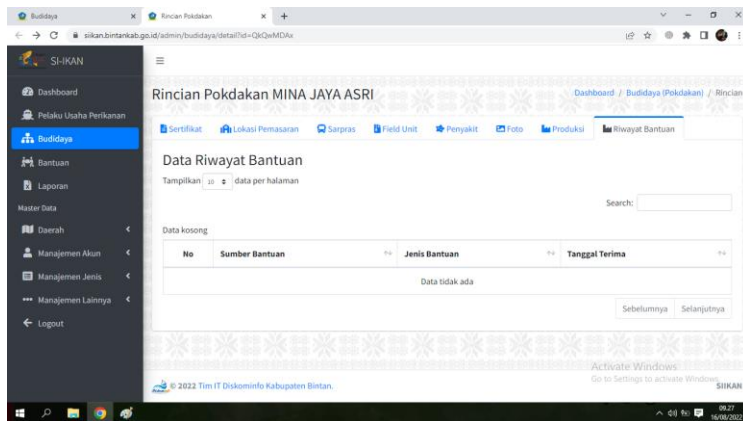 Budidaya
Rincian Pokdakan
siikan.bintankab.go.id/admin/budidaya/detail?id=QkQwMDAx
SI-IKAN
Dashboard
Pelaku Usaha Perikanan
Budidaya
Bantuan
Laporan
Master Data
Daerah
Manajemen Akun
Manajemen Jenis
Manajemen Lainnya
Logout
Rincian Pokdakan MINA JAYA ASRI
Dashboard / Budidaya (Pokdakan) / Rincian
Sertifikat Lokasi Pemasaran Sarpras Field Unit Penyakit Foto Produksi Riwayat Bantuan
Data Riwayat Bantuan
Tampilkan 10 data per halaman
Search:
Data kosong
No Sumber Bantuan Jenis Bantuan Tanggal Terima
Data tidak ada
Sebelumnya Selanjutnya
Activate Windows
Go to Settings to activate Windows.
© 2022 Tim IT Diskominfo Kabupaten Bintan.
SIIKAN
09.27
16/08/2022